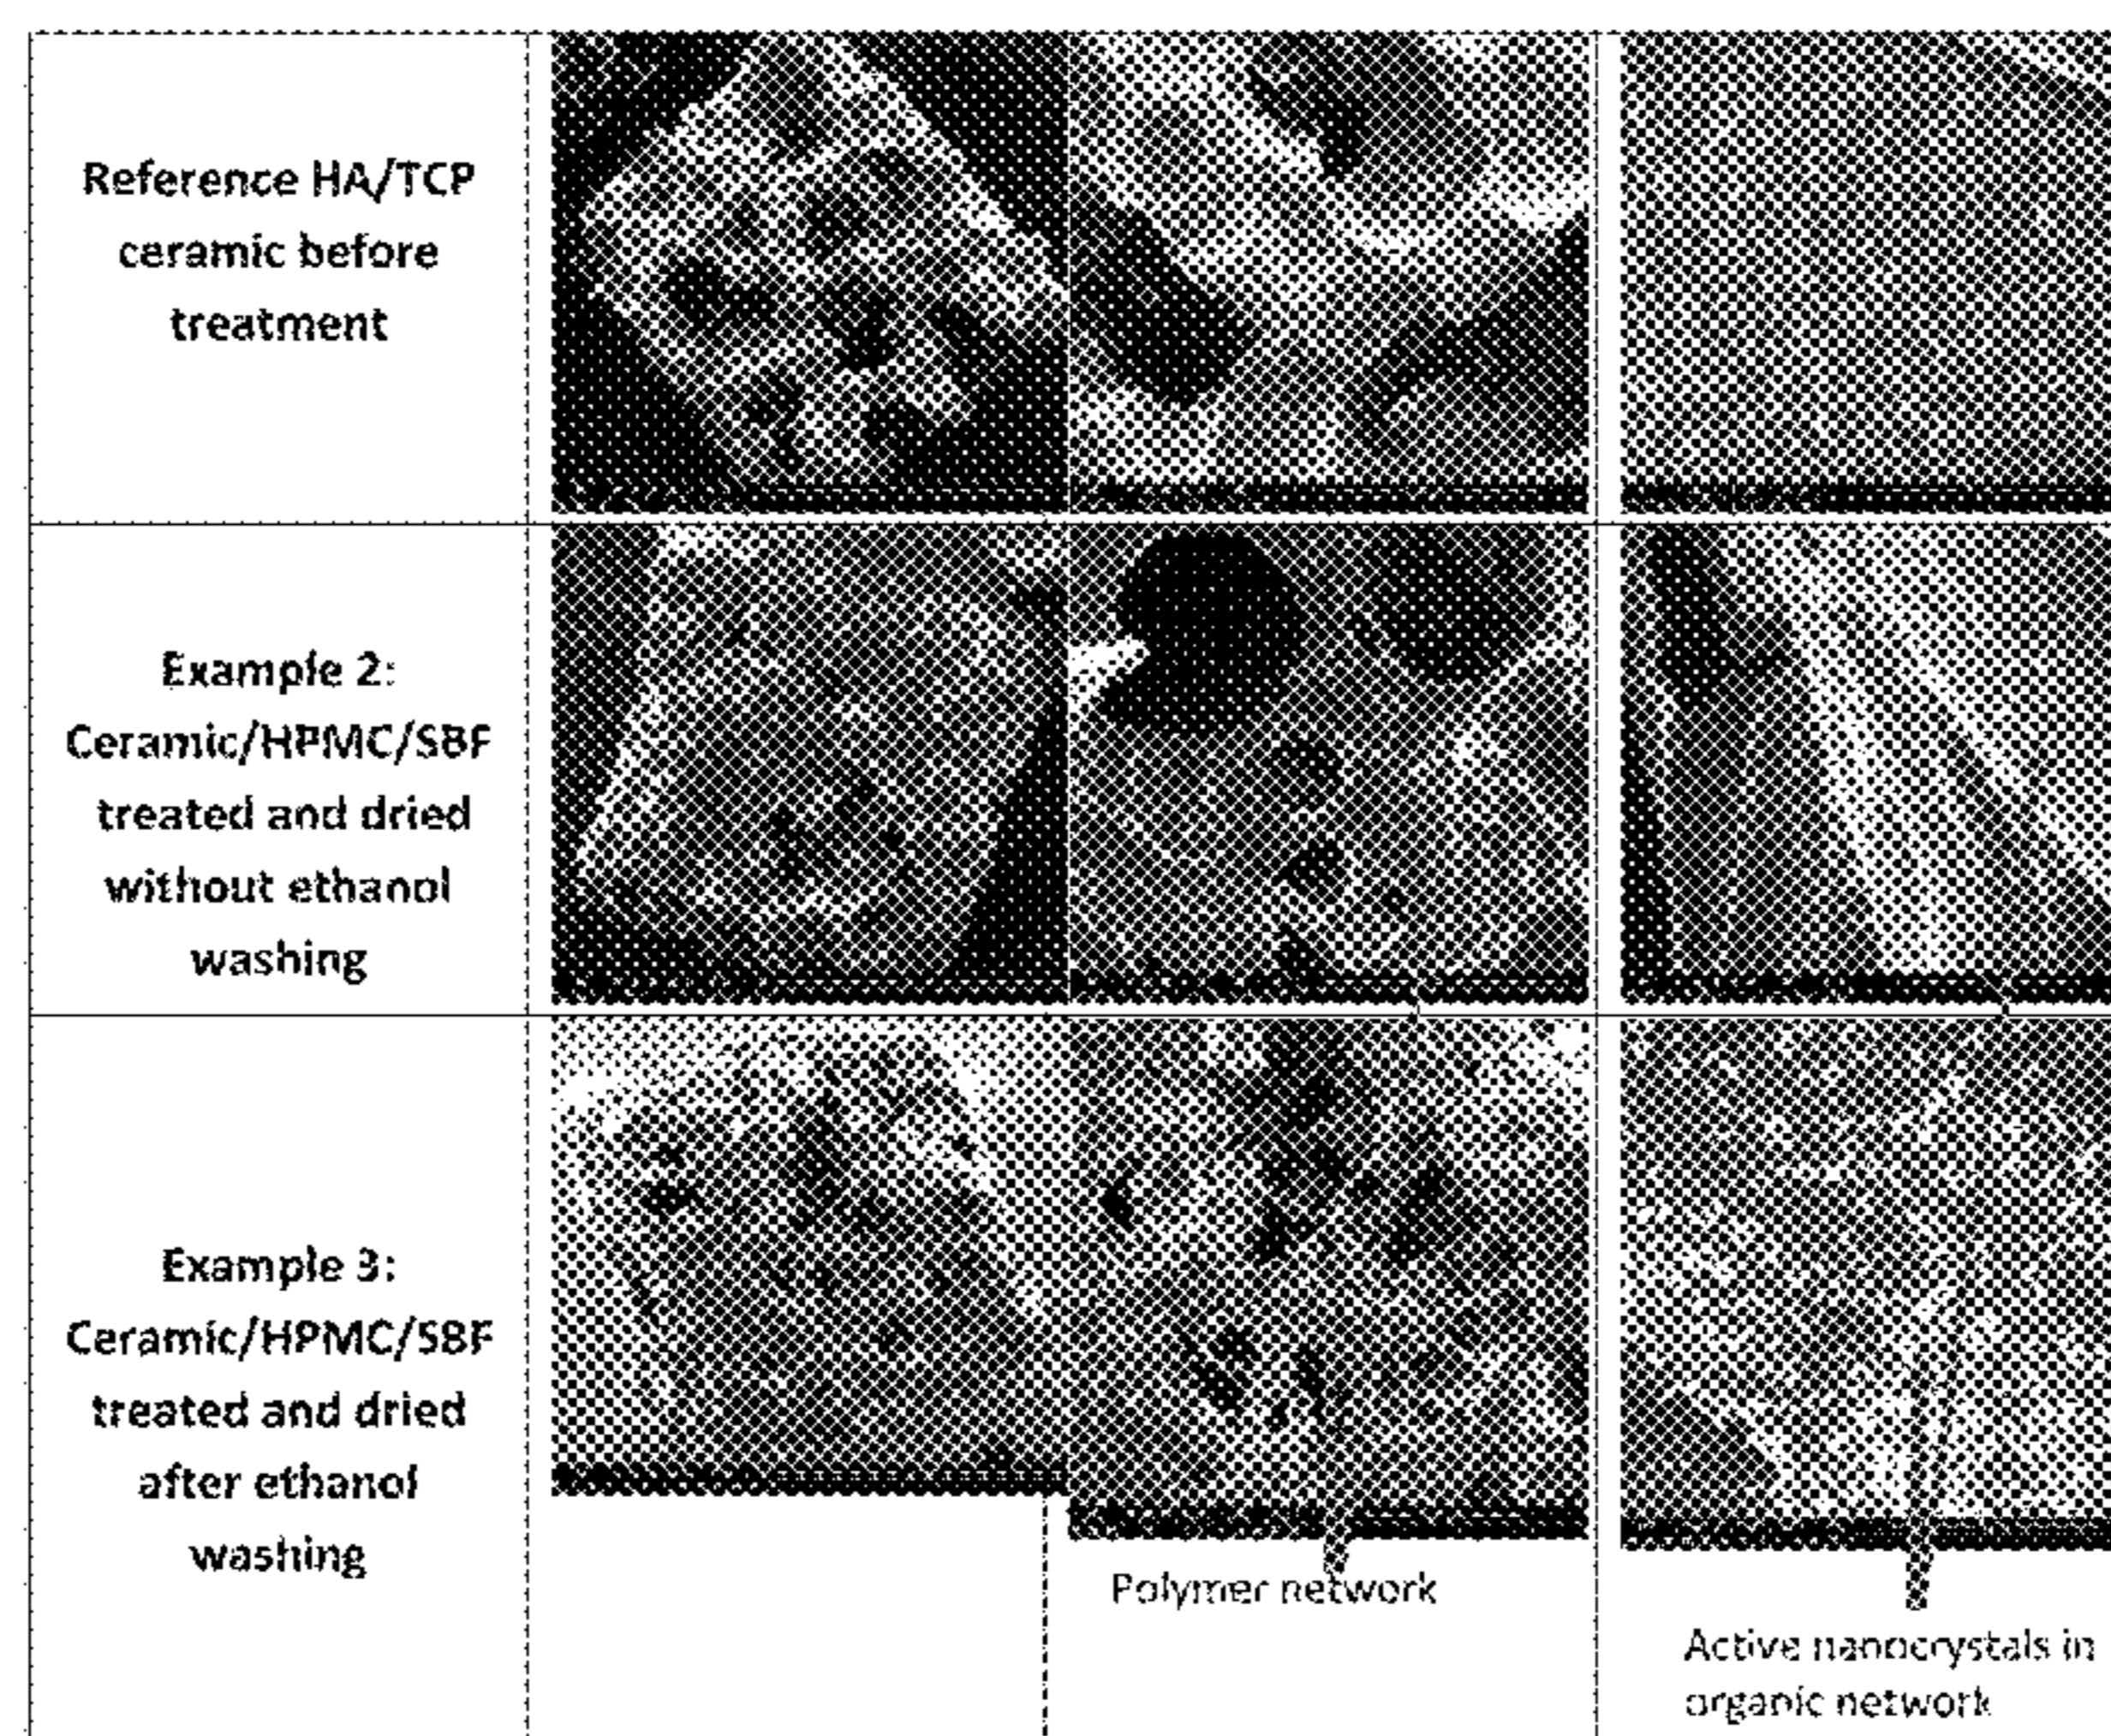 Reference HA/TCP
ceramic before
treatment
Example 2:
Ceramic/HPMC/SBF
treated and dried
without ethanol
washing
Example 3:
Ceramic/HPMC/SBF
treated and dried
after ethanol
washing
Polymer network
Active nanocrystals in
organic network